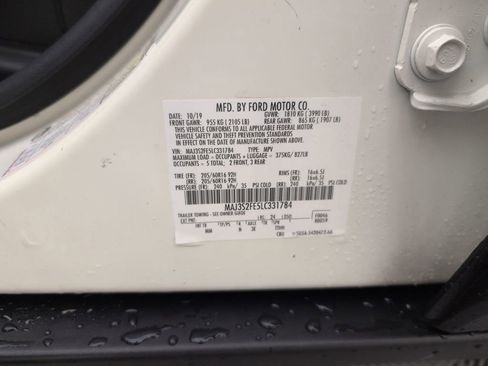 MFD. BY FORD MOTOR CO.
DATE: 10/19 GVWR: 1810 KG ( 3990 LB)
FRONT GAWR: 955 KG ( 2105 LB) REAR GAWR: 865 KG ( 1907 LB)
THIS VEHICLE CONFORMS TO ALL APPLICABLE FEDERAL MOTOR
VEHICLE SAFETY AND THEFT PREVENTION STANDARDS
IN EFFECT ON THE DATE OF MANUFACTURE SHOWN ABOVE.
VIN: MAJ3S2FE5LC331784 TYPE: MPV
MAXIMUM LOAD = OCCUPANTS + LUGGAGE = 375KG/ 827LB
OCCUPANTS = 5 TOTAL: 2 FRONT, 3 REAR
TIRE (FR): 205/60R16 92H RIMS (FR): 16x6.5J
(RR): 205/60R16 92H (RR): 16x6.5J
PRESSURE (FR) 240 kPa/ 35 PSI COLD (RR): 240 kPa/ 35 PSI COLD
MAJ3S2FE5LC331784
TRAILER TOWING - SEE OWNER GUIDE
INT TR TP/PS R